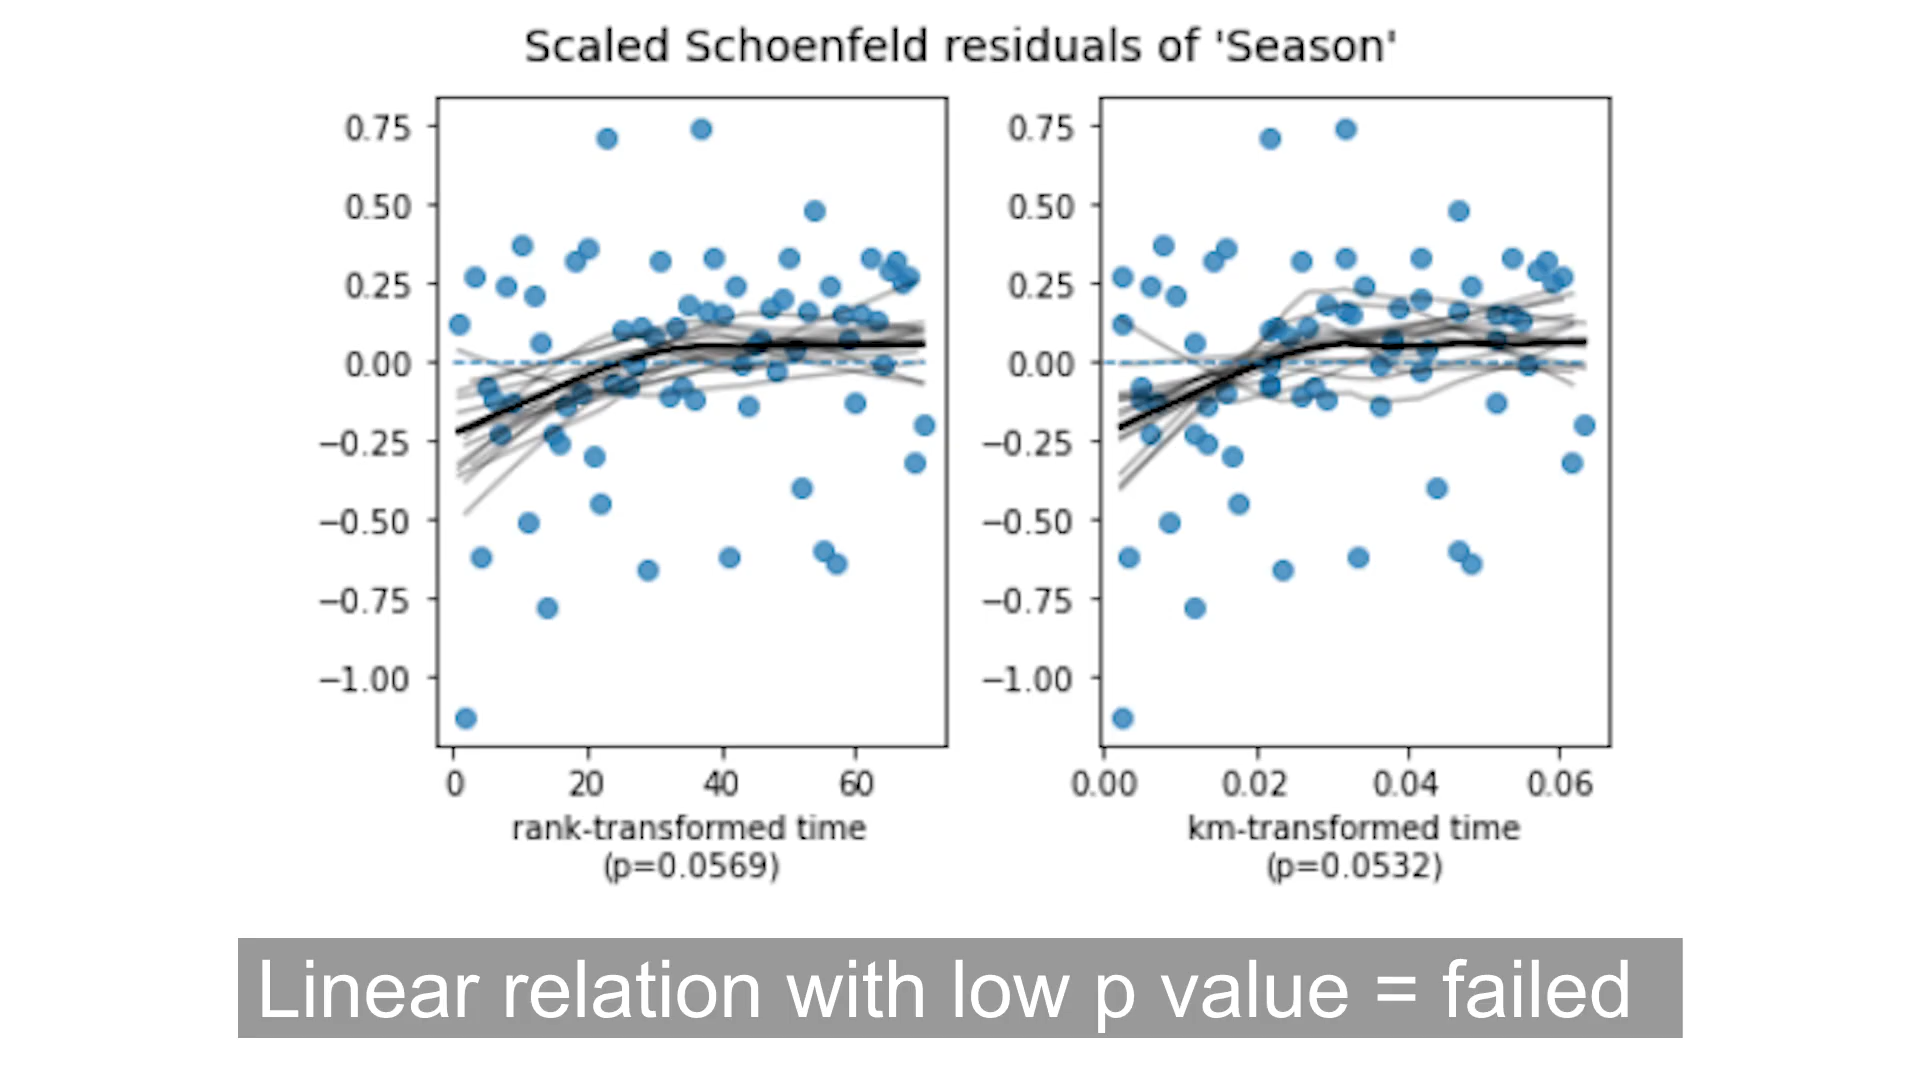 Scaled Schoenfeld residuals of 'Season'
0.75
0.50
0.25
0.00
−0.25
−0.50
−0.75
−1.00
0 20 40 60
rank-transformed time
(p=0.0569)
0.75
0.50
0.25
0.00
−0.25
−0.50
−0.75
−1.00
0.00 0.02 0.04 0.06
km-transformed time
(p=0.0532)
Linear relation with low p value = failed